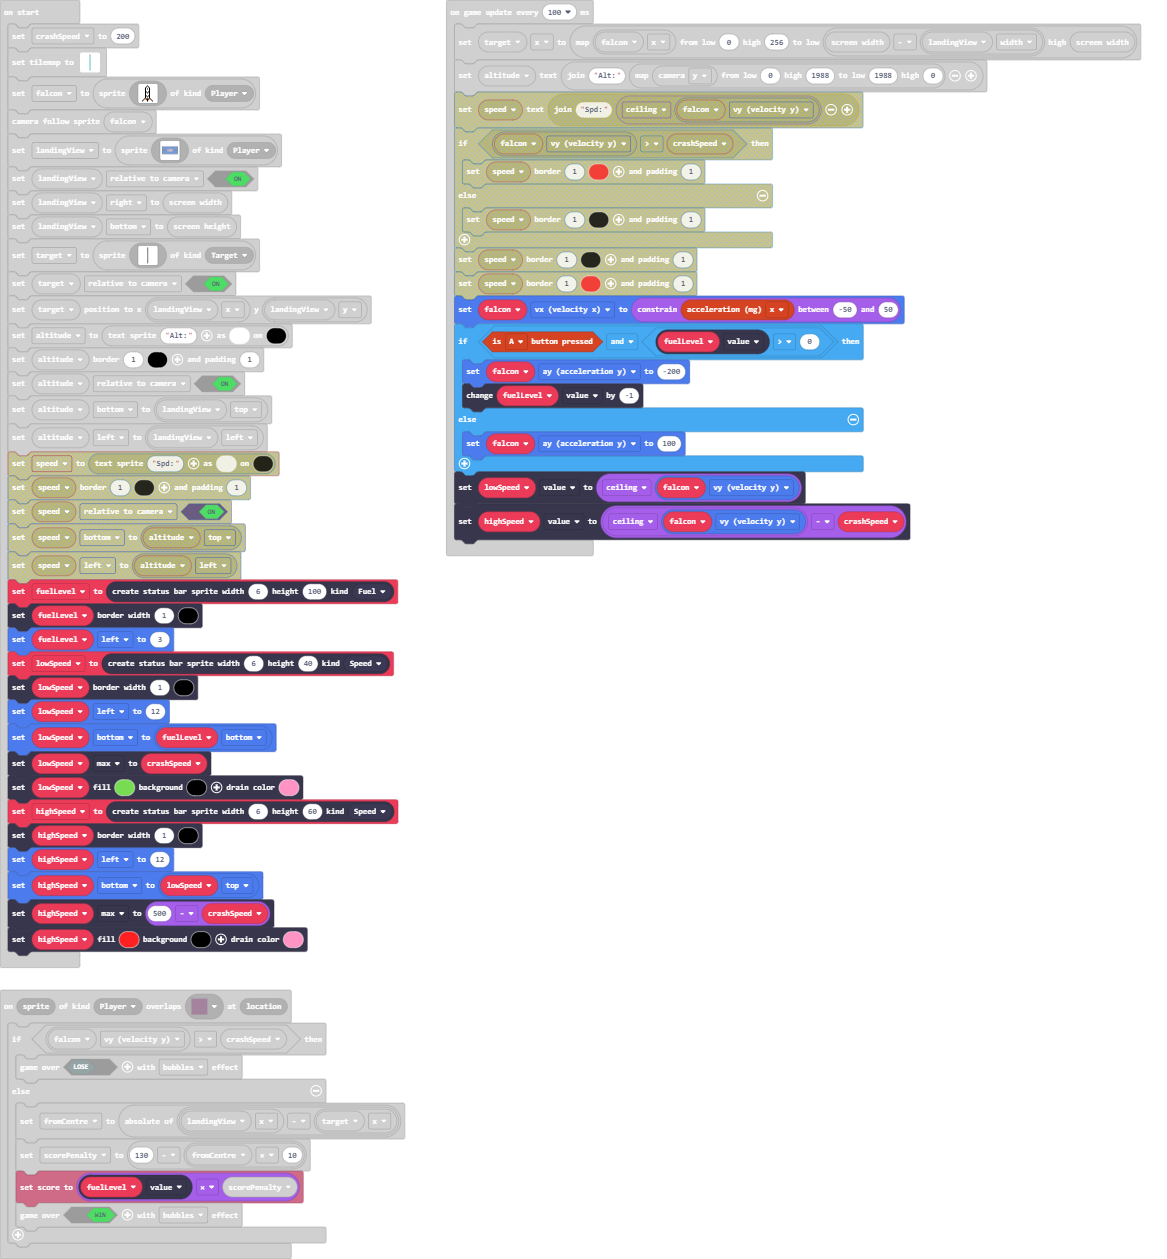 on start
set crashSpeed to 200
set tilemap to
set falcon to sprite of kind Player
camera follow sprite falcon
set landingView to sprite of kind Player
set landingView relative to camera ON
set landingView right to screen width
set landingView bottom to screen height
set target to sprite of kind Target
set target relative to camera ON
set target position to x landingView x y landingView y
set altitude to text sprite "Alt:" as on
set altitude border 1 and padding 1
set altitude relative to camera ON
set altitude bottom to landingView top
set altitude left to landingView left
set speed to text sprite "Spd:" as on
set speed border 1 and padding 1
set speed relative to camera ON
set speed bottom to altitude top
set speed left to altitude left
set fuelLevel to create status bar sprite width 6 height 100 kind Fuel
set fuelLevel border width 1
set fuelLevel left to 3
set lowSpeed to create status bar sprite width 6 height 40 kind Speed
set lowSpeed border width 1
set lowSpeed left to 12
set lowSpeed bottom to fuelLevel bottom
set lowSpeed max to crashSpeed
set lowSpeed fill background drain color
set highSpeed to create status bar sprite width 6 height 60 kind Speed
set highSpeed border width 1
set highSpeed left to 12
set highSpeed bottom to lowSpeed top
set highSpeed max to 500 - crashSpeed
set highSpeed fill background drain color
on game update every 100 ms
set target x to map falcon x from low 0 high 256 to low screen width - landingView width high screen width
set altitude text join "Alt:" map camera y from low 0 high 1988 to low 1988 high 0
set speed text join "Spd:" ceiling falcon vy (velocity y)
if falcon vy (velocity y) > crashSpeed then
set speed border 1 and padding 1
else
set speed border 1 and padding 1
set speed border 1 and padding 1
set speed border 1 and padding 1
set falcon vx (velocity x) to constrain acceleration (mg) x between -50 and 50
if is A button pressed and fuelLevel value > 0 then
set falcon ay (acceleration y) to -200
change fuelLevel value by -1
else
set falcon ay (acceleration y) to 100
set lowSpeed value to ceiling falcon vy (velocity y)
set highSpeed value to ceiling falcon vy (velocity y) - crashSpeed
on sprite of kind Player overlaps at location
if falcon vy (velocity y) > crashSpeed then
game over LOSE with bubbles effect
else
set fromCentre to absolute of landingView x - target x
set scorePenalty to 130 - fromCentre x 10
set score to fuelLevel value x scorePenalty
game over WIN with bubbles effect